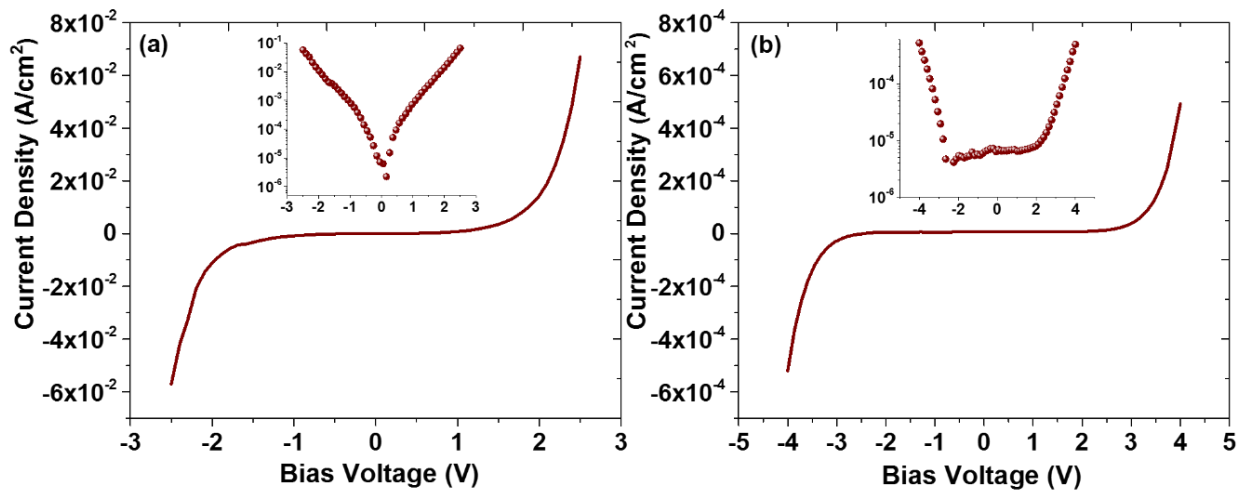 (a)
Current Density (A/cm²)
8x10⁻²
6x10⁻²
4x10⁻²
2x10⁻²
0
-2x10⁻²
-4x10⁻²
-6x10⁻²
-3 -2 -1 0 1 2 3
Bias Voltage (V)
10⁻¹
10⁻²
10⁻³
10⁻⁴
10⁻⁵
10⁻⁶
-3 -2 -1 0 1 2 3
(b)
Current Density (A/cm²)
8x10⁻⁴
6x10⁻⁴
4x10⁻⁴
2x10⁻⁴
0
-2x10⁻⁴
-4x10⁻⁴
-6x10⁻⁴
-5 -4 -3 -2 -1 0 1 2 3 4 5
Bias Voltage (V)
10⁻⁴
10⁻⁵
10⁻⁶
-4 -2 0 2 4